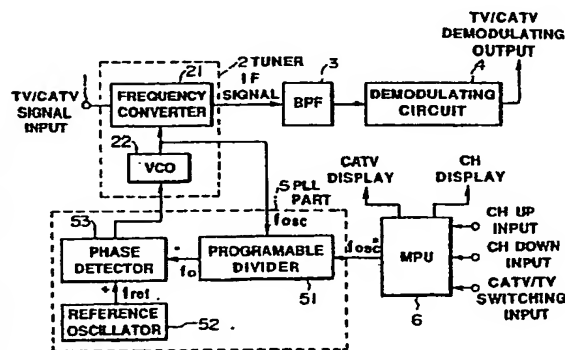 TV/CATV
DEMODULATING
OUTPUT
21
2 TUNER
IF
SIGNAL
3
4
1
TV/CATV
SIGNAL
INPUT
FREQUENCY
CONVERTER
BPF
DEMODULATING
CIRCUIT
22
VCO
CATV
DISPLAY
CH
DISPLAY
5 PLL
PART
53
fosc
PHASE
DETECTOR
-
fo
PROGRAMABLE
DIVIDER
fosc*
MPU
CH UP
INPUT
CH DOWN
INPUT
CATV/TV
SWITCHING
INPUT
+
fref
51
6
REFERENCE
OSCILLATOR
52